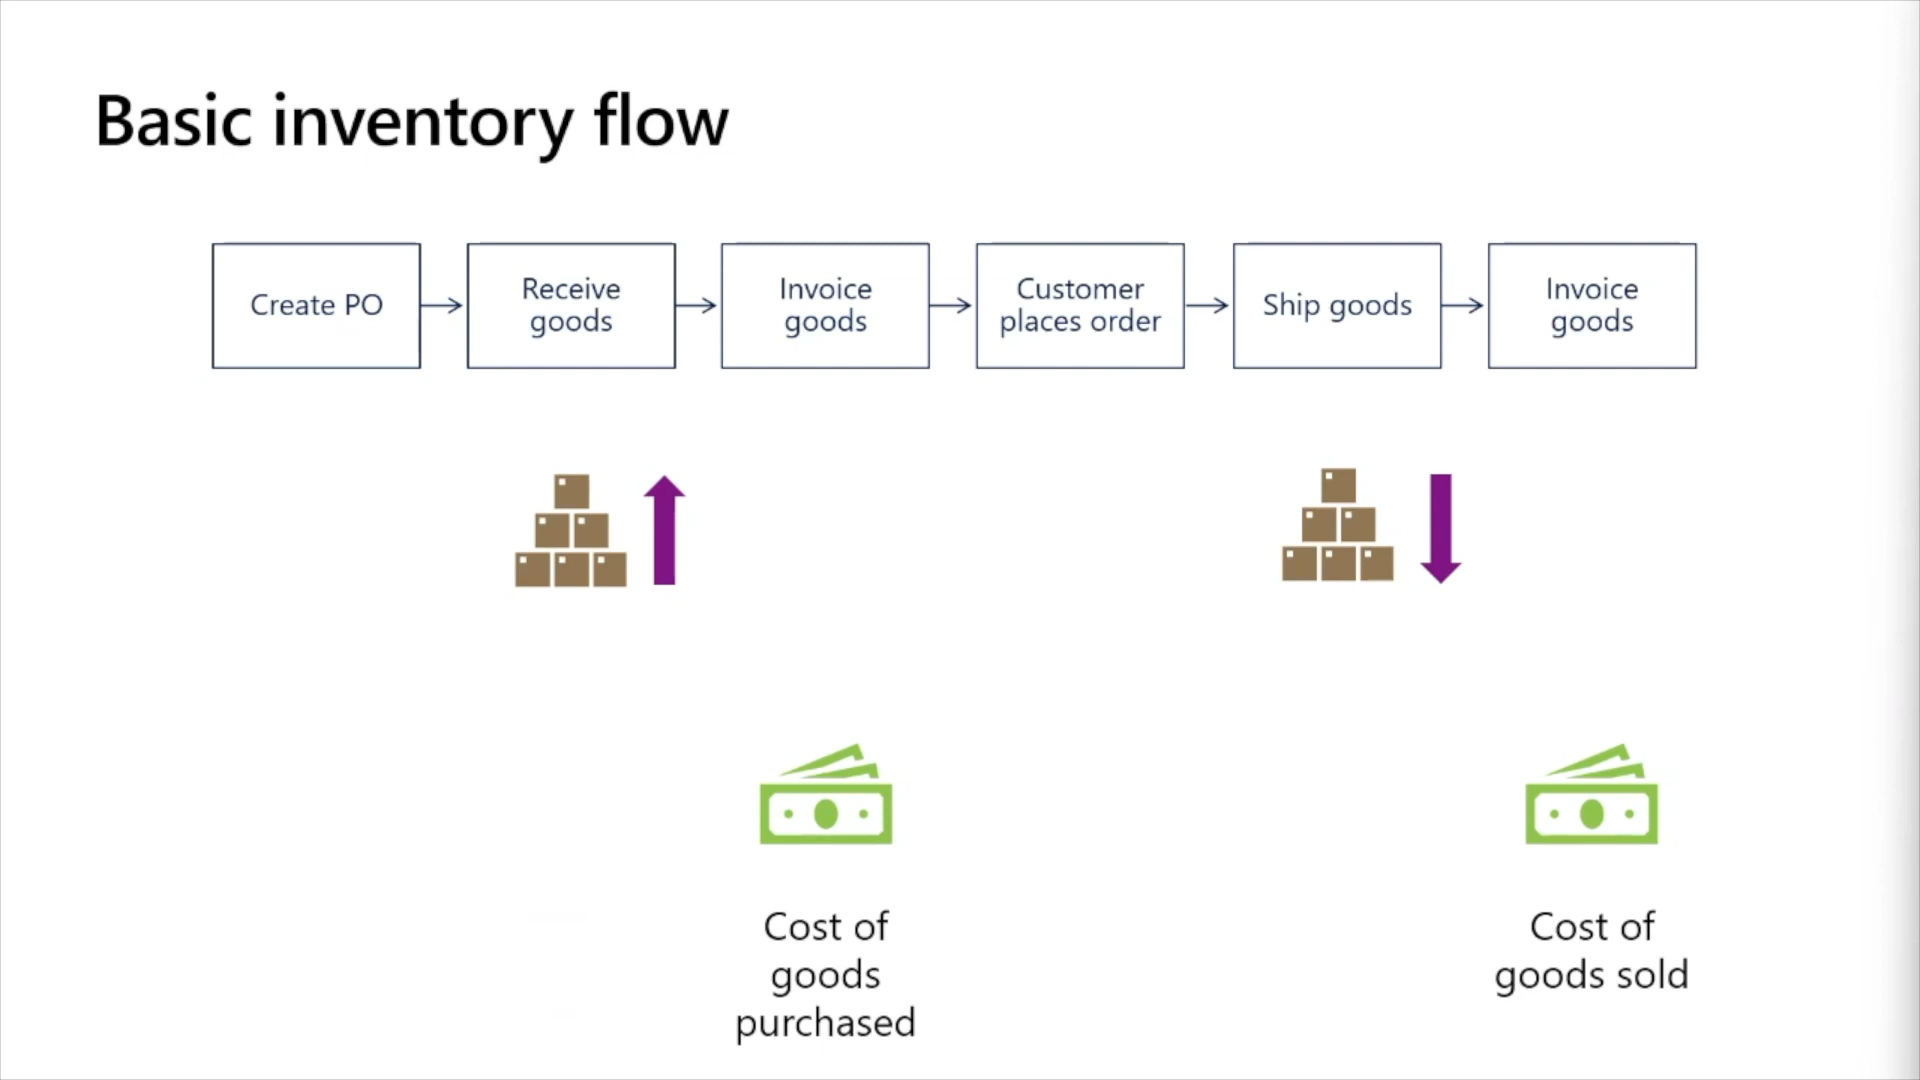 Basic inventory flow
Create PO
Receive
goods
Invoice
goods
Customer
places order
Ship goods
Invoice
goods
Cost of
goods
purchased
Cost of
goods sold